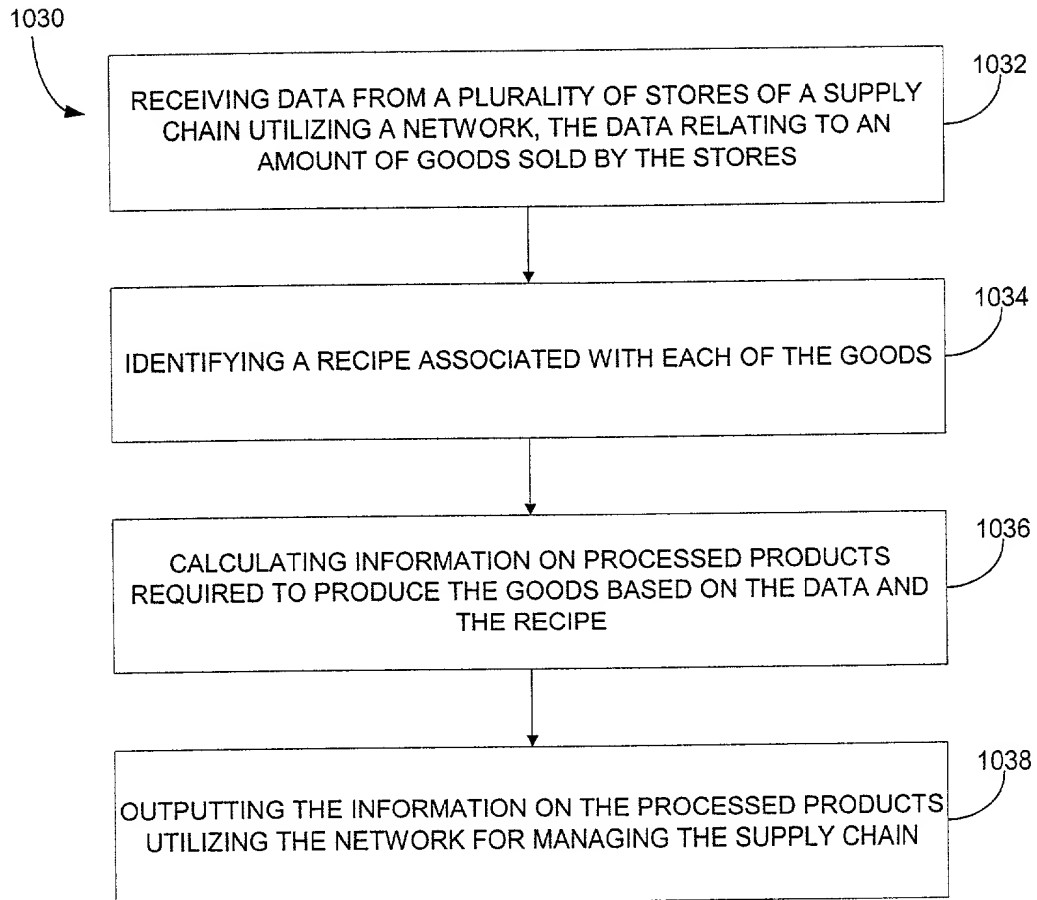 1030
1032
RECEIVING DATA FROM A PLURALITY OF STORES OF A SUPPLY
CHAIN UTILIZING A NETWORK, THE DATA RELATING TO AN
AMOUNT OF GOODS SOLD BY THE STORES
1034
IDENTIFYING A RECIPE ASSOCIATED WITH EACH OF THE GOODS
1036
CALCULATING INFORMATION ON PROCESSED PRODUCTS
REQUIRED TO PRODUCE THE GOODS BASED ON THE DATA AND
THE RECIPE
1038
OUTPUTTING THE INFORMATION ON THE PROCESSED PRODUCTS
UTILIZING THE NETWORK FOR MANAGING THE SUPPLY CHAIN